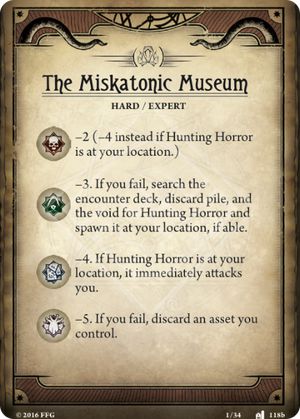 The Miskatonic Museum
HARD / EXPERT
–2 (–4 instead if Hunting Horror
is at your location.)
–3. If you fail, search the
encounter deck, discard pile, and
the void for Hunting Horror and
spawn it at your location, if able.
–4. If Hunting Horror is at your
location, it immediately attacks
you.
–5. If you fail, discard an asset you
control.
© 2016 FFG
1/34
118b